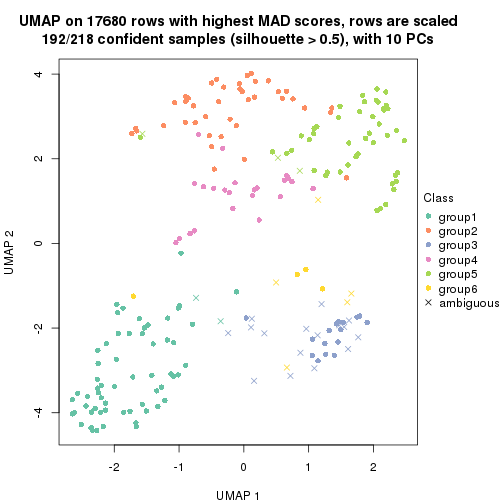 UMAP on 17680 rows with highest MAD scores, rows are scaled
192/218 confident samples (silhouette > 0.5), with 10 PCs
4
2
0
-2
-4
UMAP 2
-2
-1
0
1
2
UMAP 1
Class
group1
group2
group3
group4
group5
group6
ambiguous